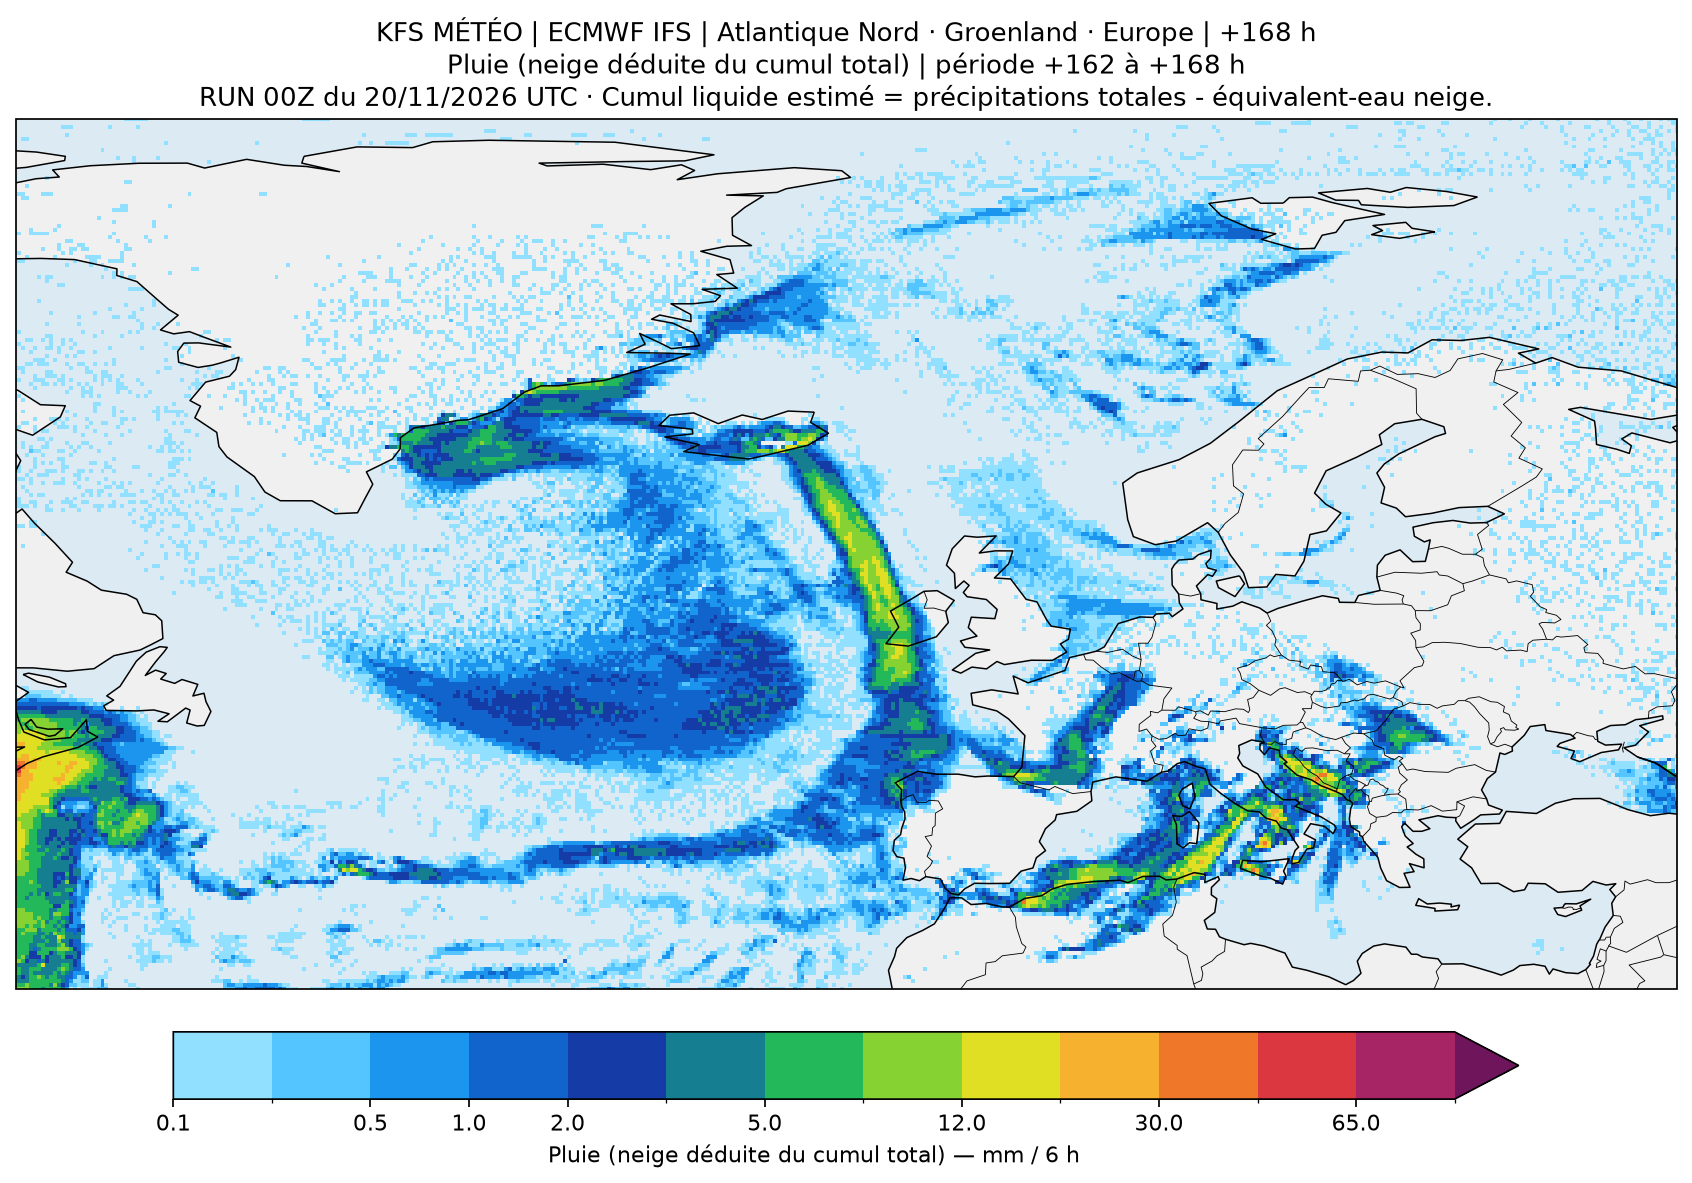 KFS MÉTÉO | ECMWF IFS | Atlantique Nord · Groenland · Europe | +168 h
Pluie (neige déduite du cumul total) | période +162 à +168 h
RUN 00Z du 20/11/2026 UTC · Cumul liquide estimé = précipitations totales - équivalent-eau neige.
0.1 0.5 1.0 2.0 5.0 12.0 30.0 65.0
Pluie (neige déduite du cumul total) — mm / 6 h